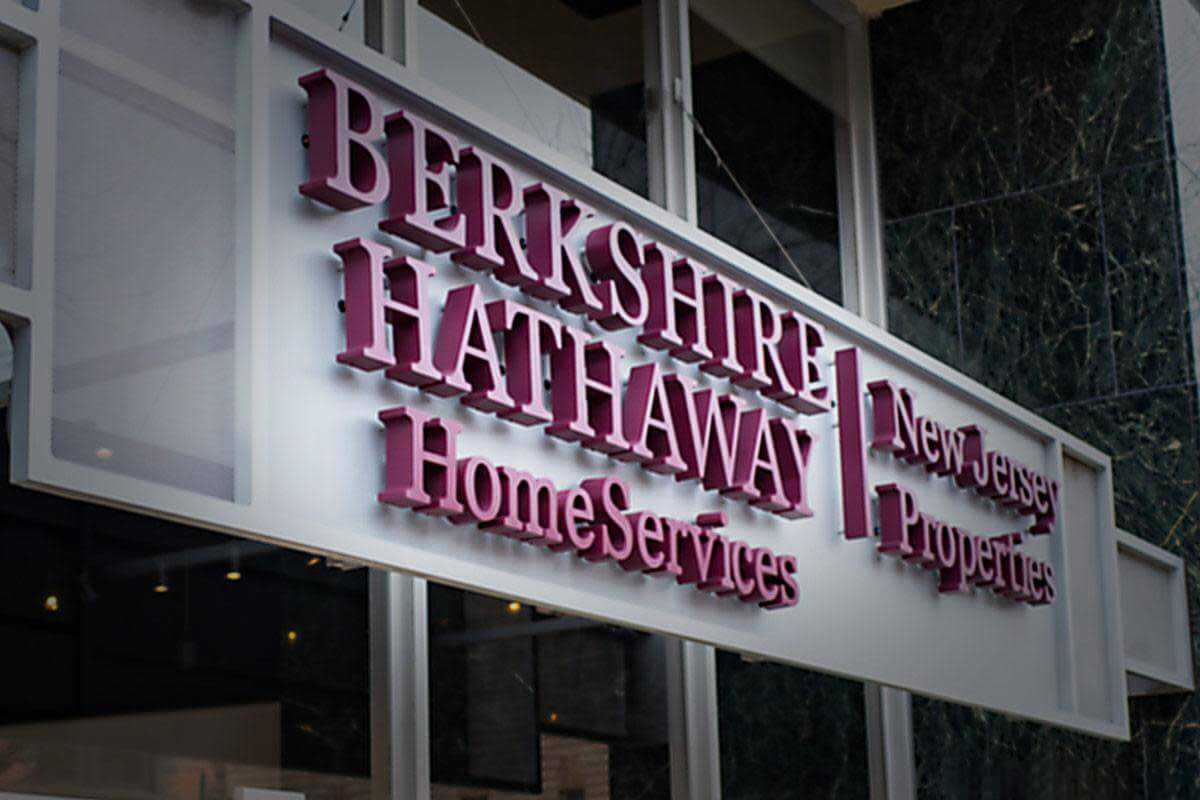 BERKSHIRE
HATHAWAY
HomeServices
New Jersey
Properties